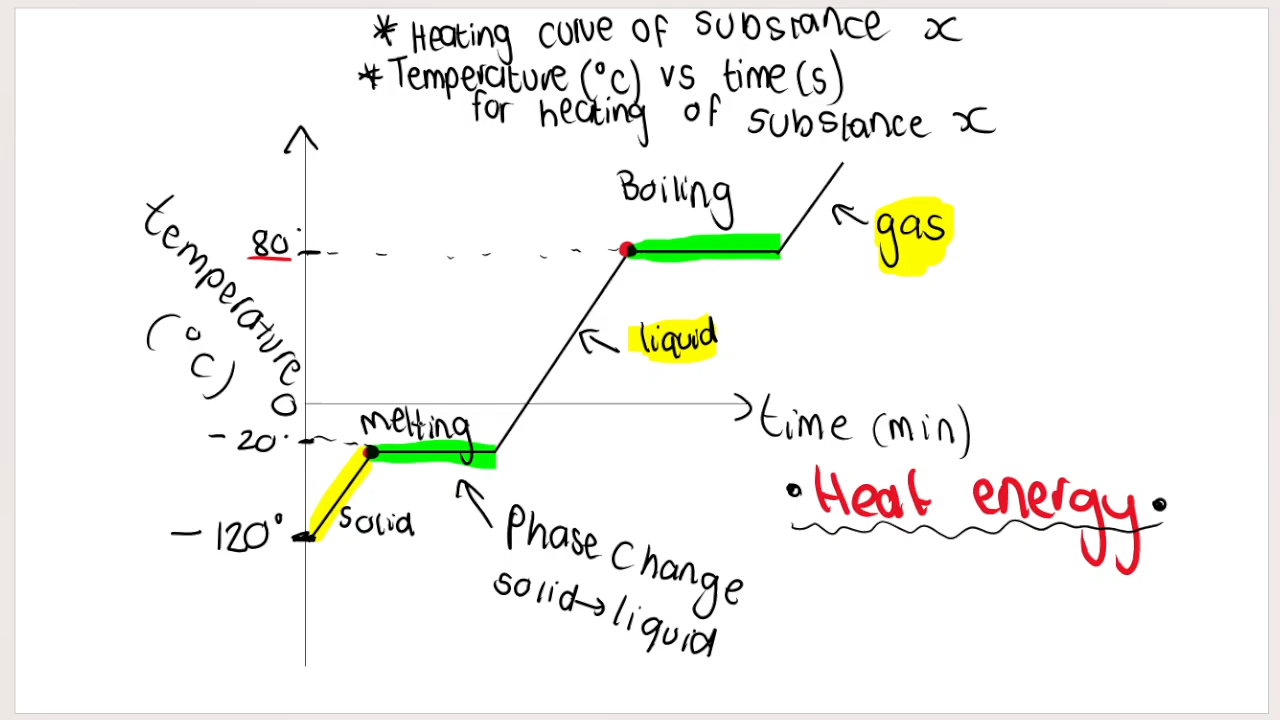 * Heating curve of substance x
* Temperature (°c) vs time (s)
for heating of substance x
Boiling
gas
temperature
(°c)
80°
liquid
0
melting
-20°
time (min)
• Heat energy •
solid
-120°
Phase Change
solid→liquid